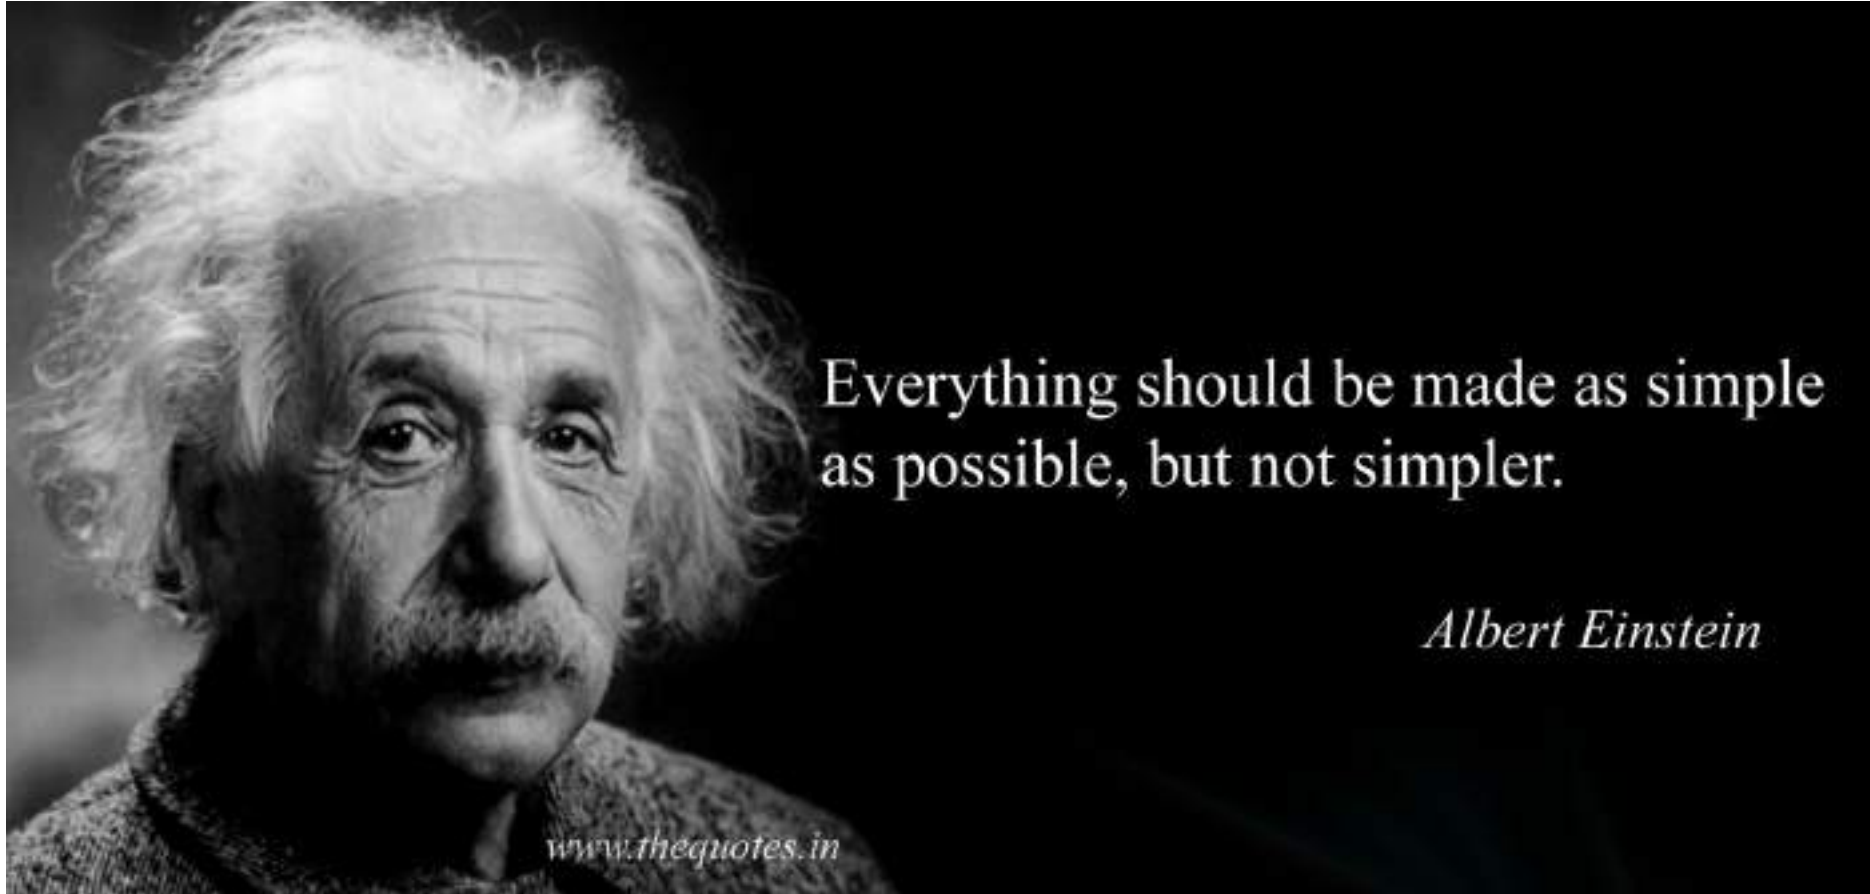 Everything should be made as simple
as possible, but not simpler.
Albert Einstein
www.thequotes.in